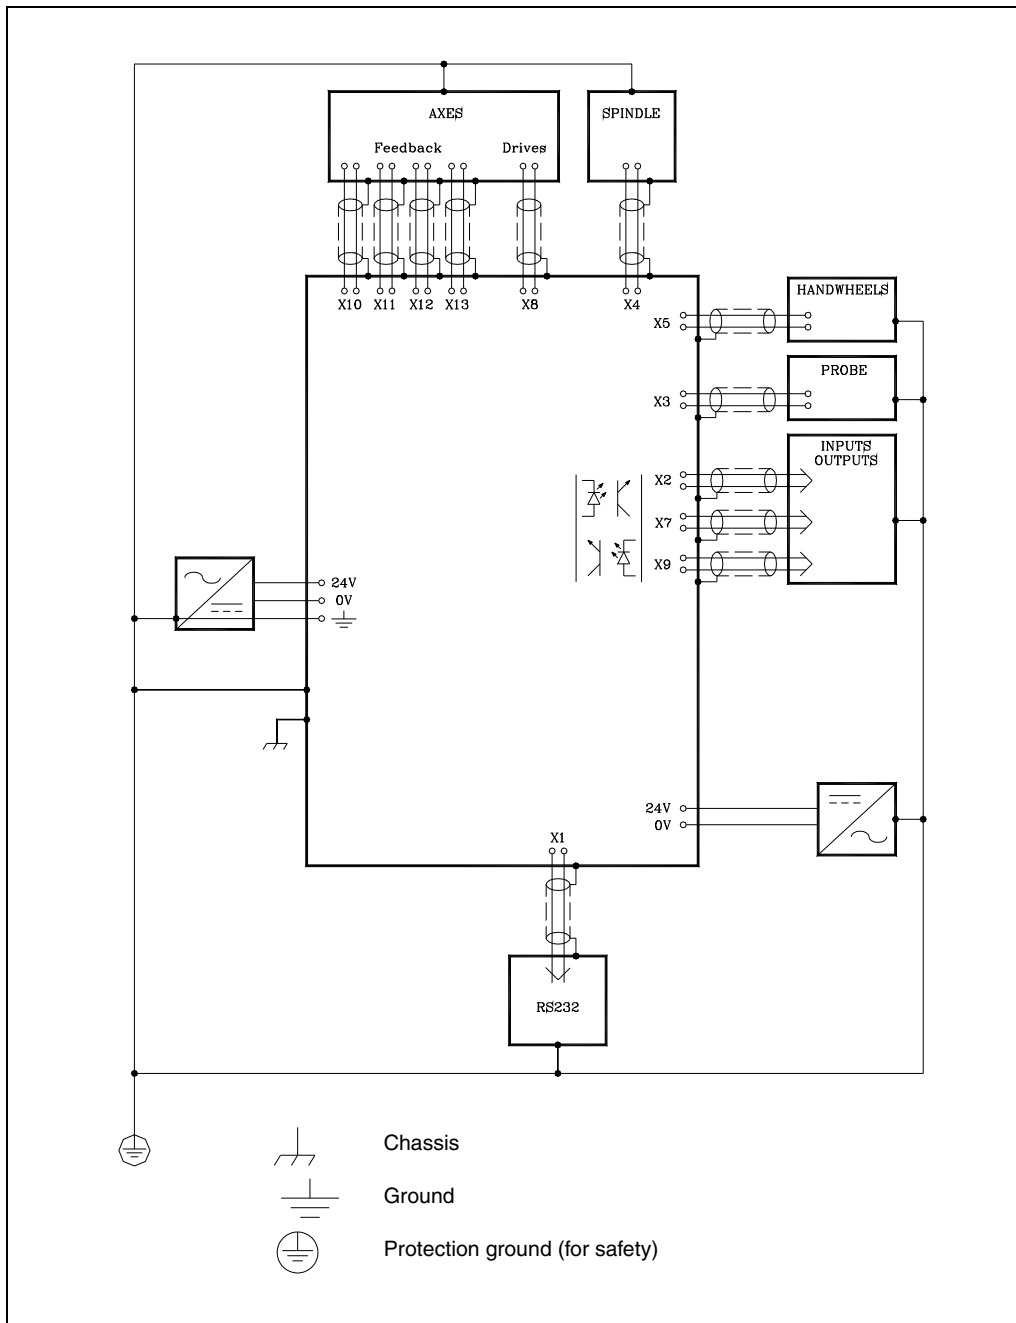 AXES
SPINDLE
Feedback
Drives
X10 X11 X12 X13
X8
X4
HANDWHEELS
X5
PROBE
X3
INPUTS
OUTPUTS
X2
X7
X9
24V
0V
24V
0V
X1
RS232
Chassis
Ground
Protection ground (for safety)